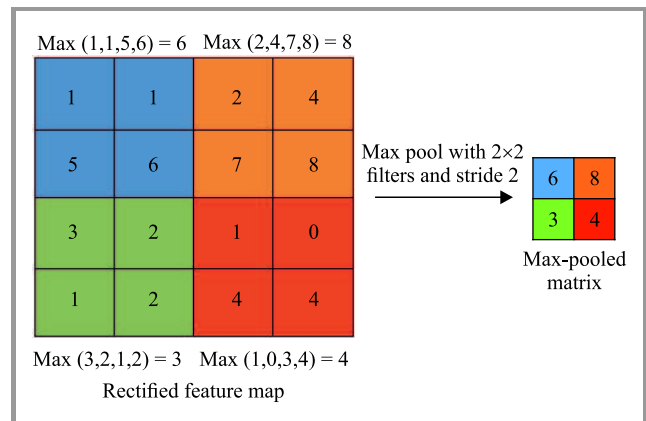 Max (1,1,5,6) = 6 Max (2,4,7,8) = 8
1 1 2 4
5 6 7 8
3 2 1 0
1 2 4 4
Max (3,2,1,2) = 3 Max (1,0,3,4) = 4
Rectified feature map
Max pool with 2×2
filters and stride 2
6 8
3 4
Max-pooled
matrix